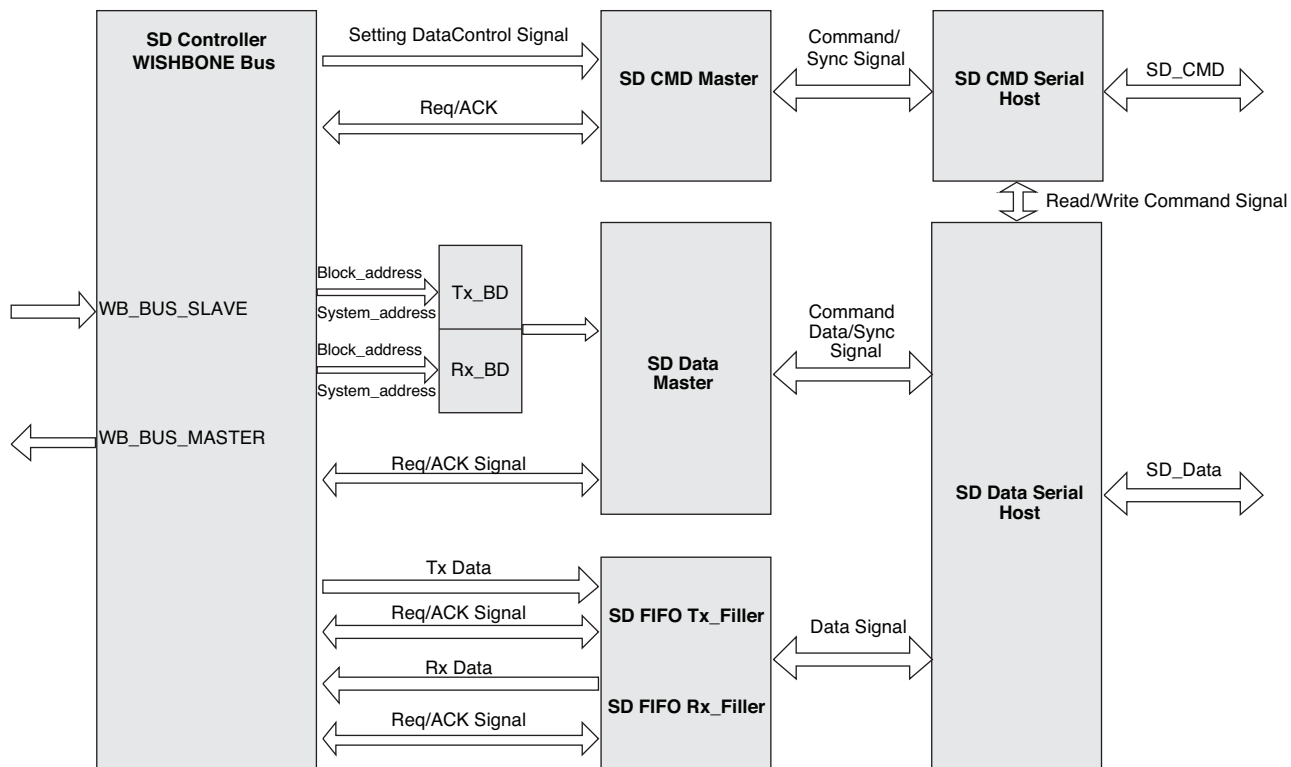 SD Controller
WISHBONE Bus
Setting DataControl Signal
Req/ACK
SD CMD Master
Command/
Sync Signal
SD CMD Serial
Host
SD_CMD
Read/Write Command Signal
WB_BUS_SLAVE
WB_BUS_MASTER
Block_address
System_address
Block_address
System_address
Tx_BD
Rx_BD
Req/ACK Signal
SD Data
Master
Command
Data/Sync
Signal
SD Data Serial
Host
SD_Data
Tx Data
Req/ACK Signal
Rx Data
Req/ACK Signal
SD FIFO Tx_Filler
SD FIFO Rx_Filler
Data Signal